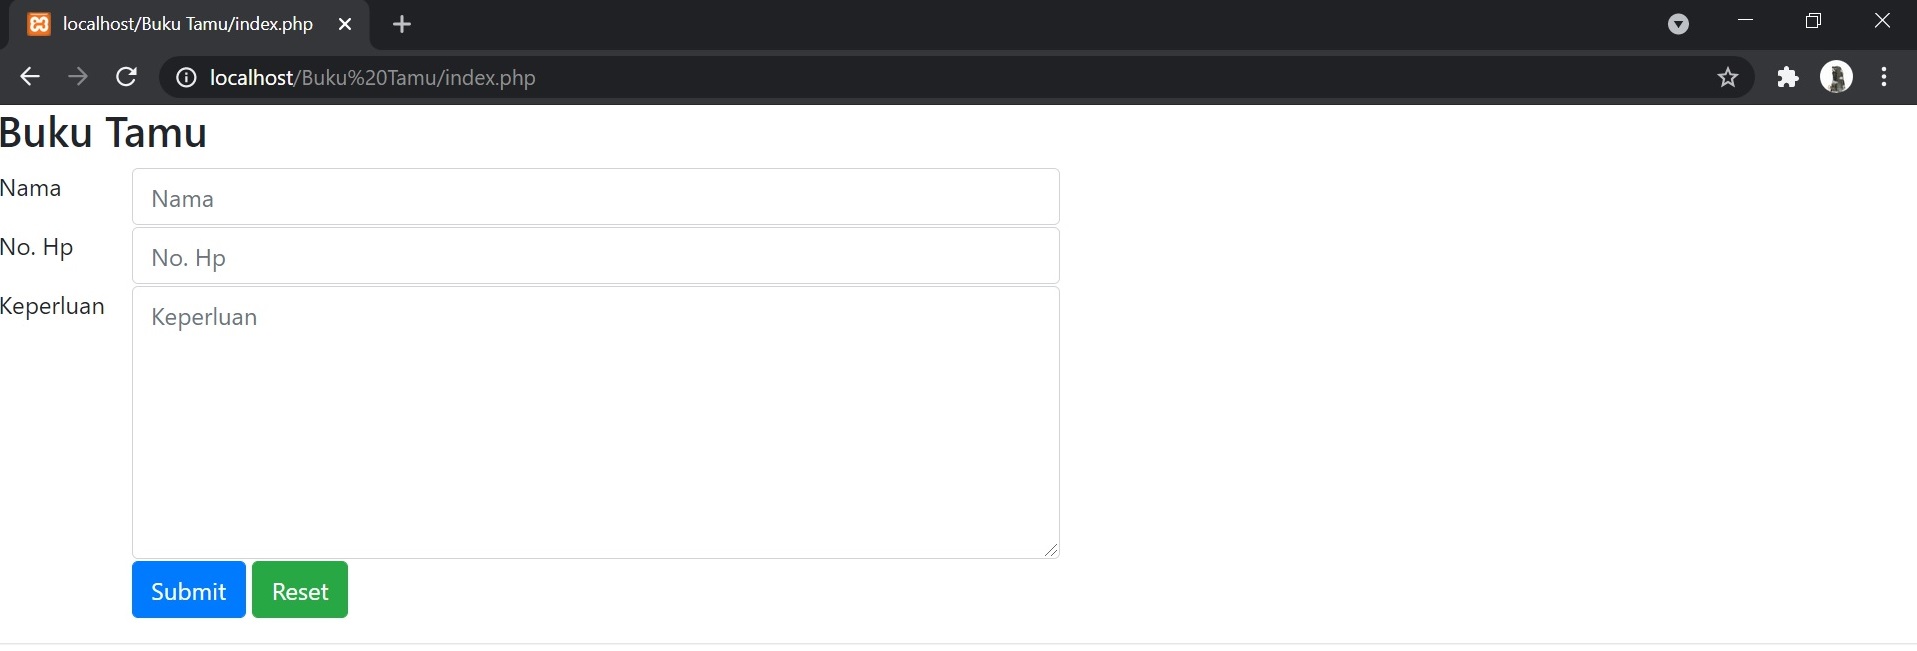 localhost/Buku Tamu/index.php
localhost/Buku%20Tamu/index.php
Buku Tamu
Nama
Nama
No. Hp
No. Hp
Keperluan
Keperluan
Submit Reset